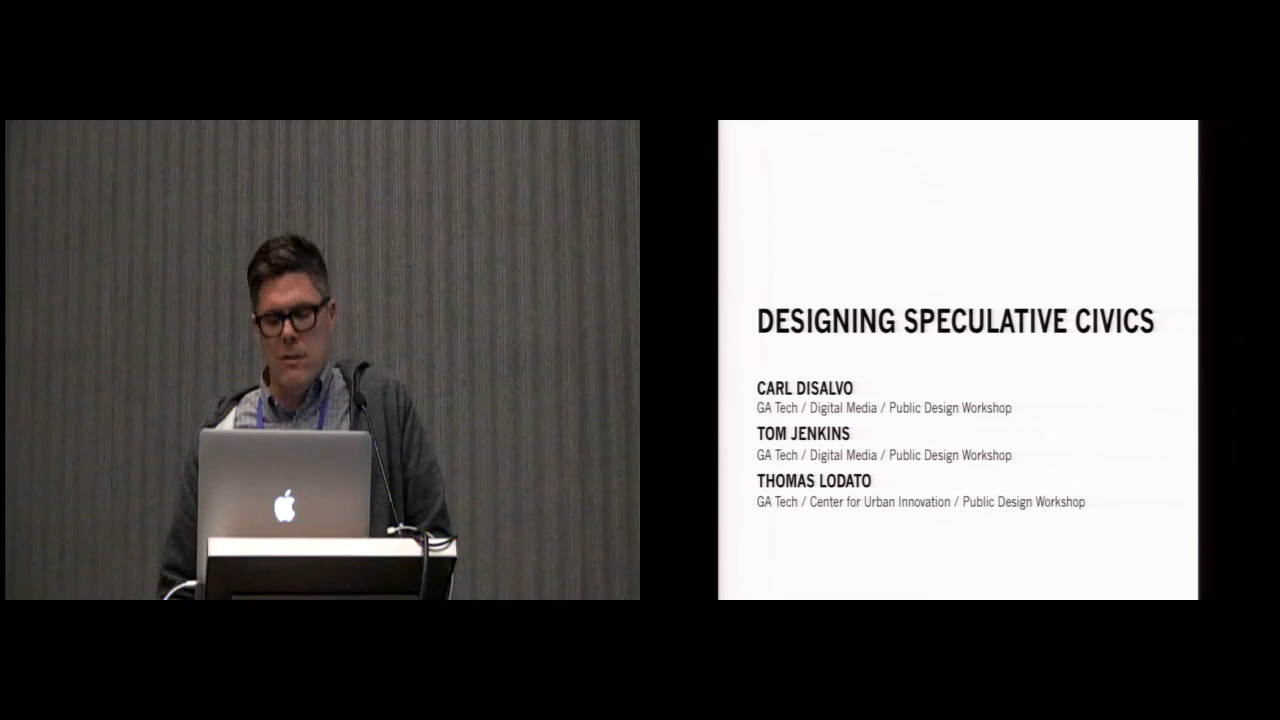 DESIGNING SPECULATIVE CIVICS
CARL DISALVO
GA Tech / Digital Media / Public Design Workshop
TOM JENKINS
GA Tech / Digital Media / Public Design Workshop
THOMAS LODATO
GA Tech / Center for Urban Innovation / Public Design Workshop